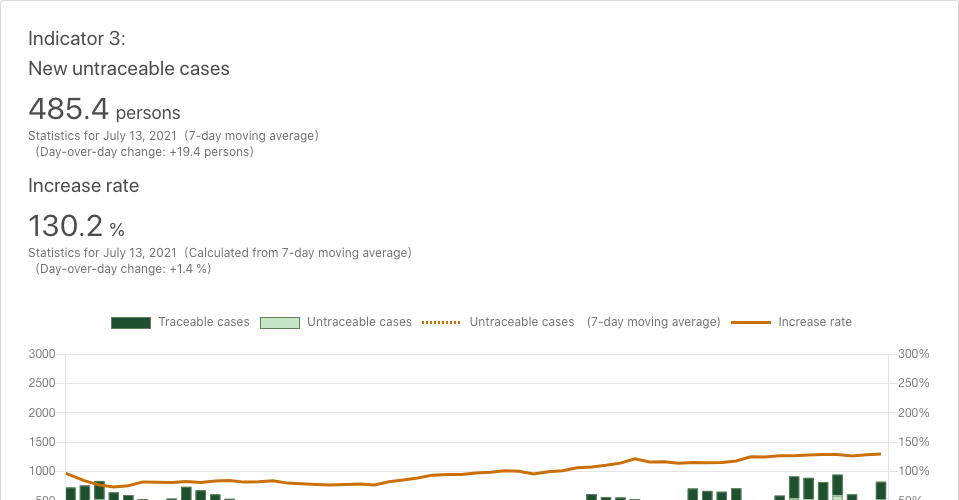 Indicator 3:
New untraceable cases
485.4 persons
Statistics for July 13, 2021 (7-day moving average)
(Day-over-day change: +19.4 persons)
Increase rate
130.2 %
Statistics for July 13, 2021 (Calculated from 7-day moving average)
(Day-over-day change: +1.4 %)
Traceable cases Untraceable cases Untraceable cases (7-day moving average) Increase rate
3000 300%
2500 250%
2000 200%
1500 150%
1000 100%
500 50%